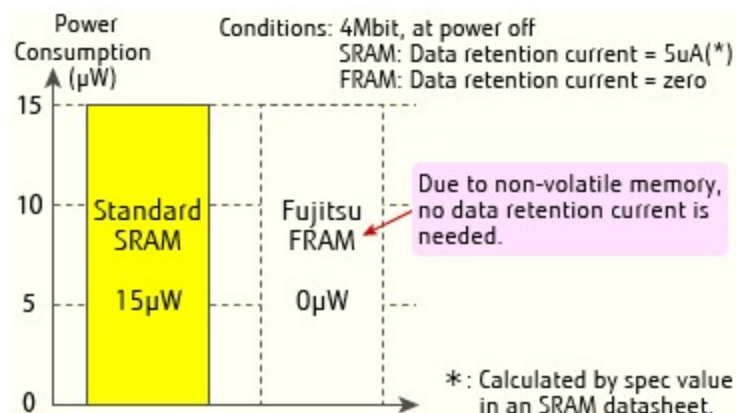 Power
Consumption
(µW)
Conditions: 4Mbit, at power off
SRAM: Data retention current = 5uA(*)
FRAM: Data retention current = zero
15
10
5
0
Standard
SRAM
15µW
Fujitsu
FRAM
0µW
Due to non-volatile memory,
no data retention current is
needed.
*: Calculated by spec value
in an SRAM datasheet.